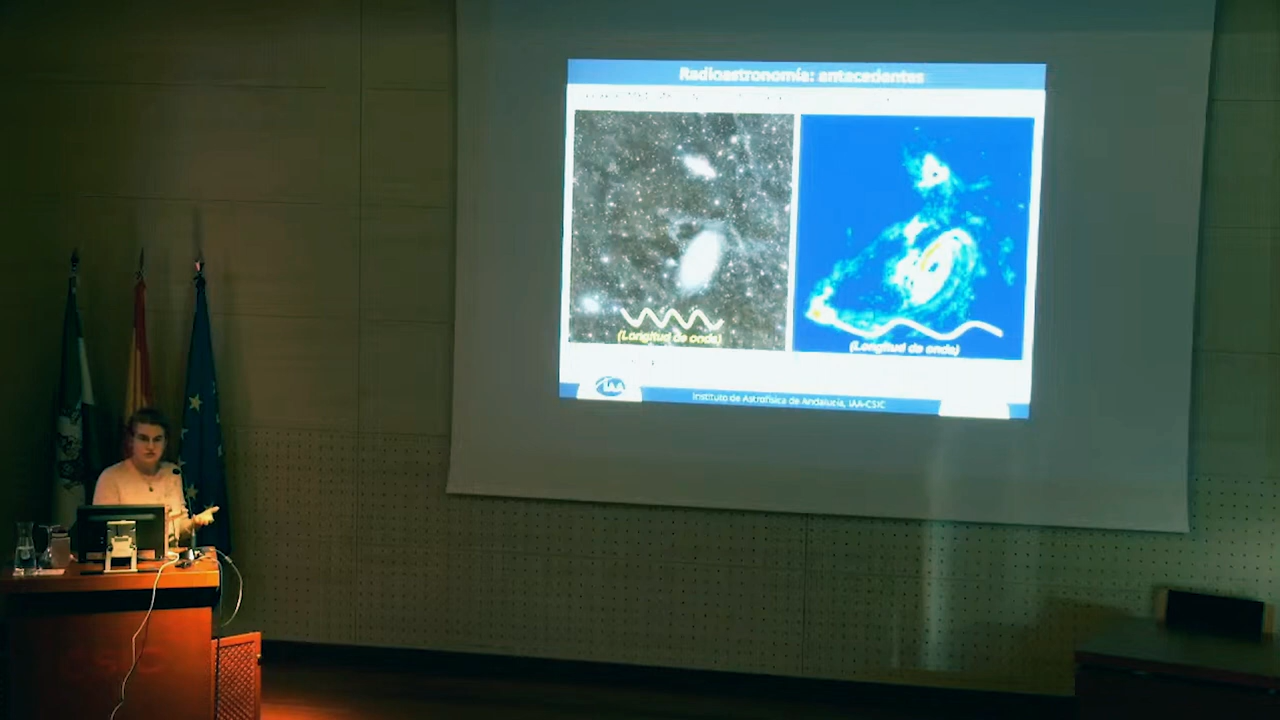 Radioastronomía: antecedentes
(Longitud de onda)
(Longitud de onda)
IAA
Instituto de Astrofísica de Andalucía, IAA-CSIC